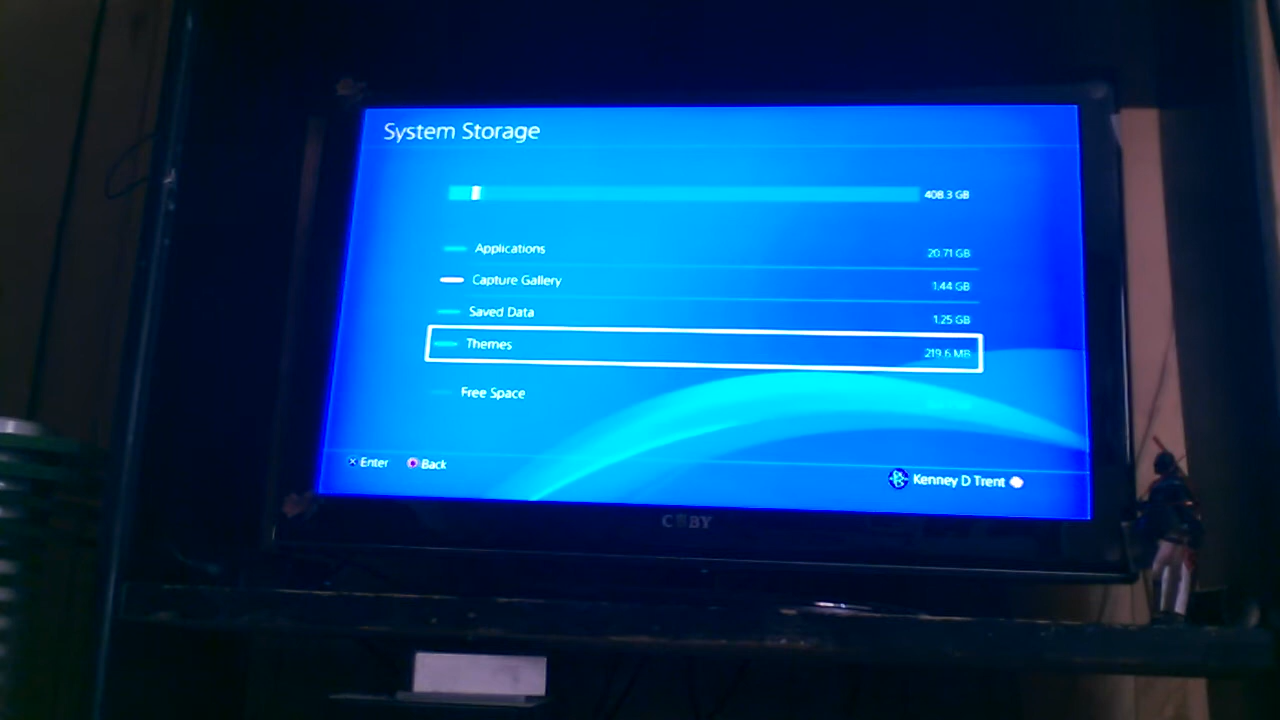 System Storage
408.3 GB
Applications 20.71 GB
Capture Gallery 1.44 GB
Saved Data 1.25 GB
Themes 219.6 MB
Free Space
Enter Back
Kenney D Trent
COBY